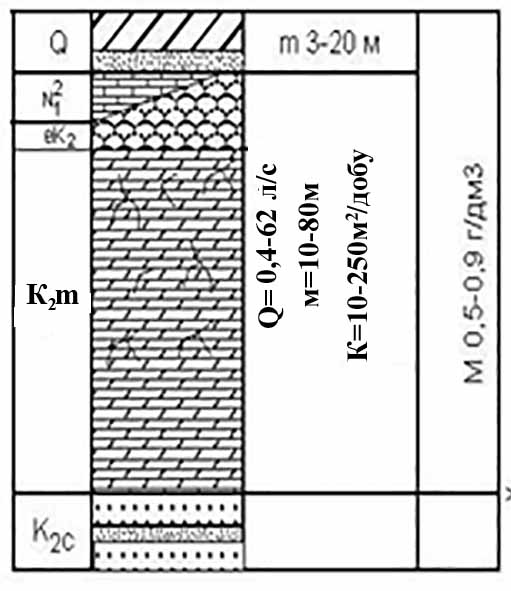 Q
m 3-20 м
N₁²
eK₂
K₂m
Q= 0,4-62 л/с
м=10-80м
К=10-250м²/добу
М 0,5-0,9 г/дм3
K₂c